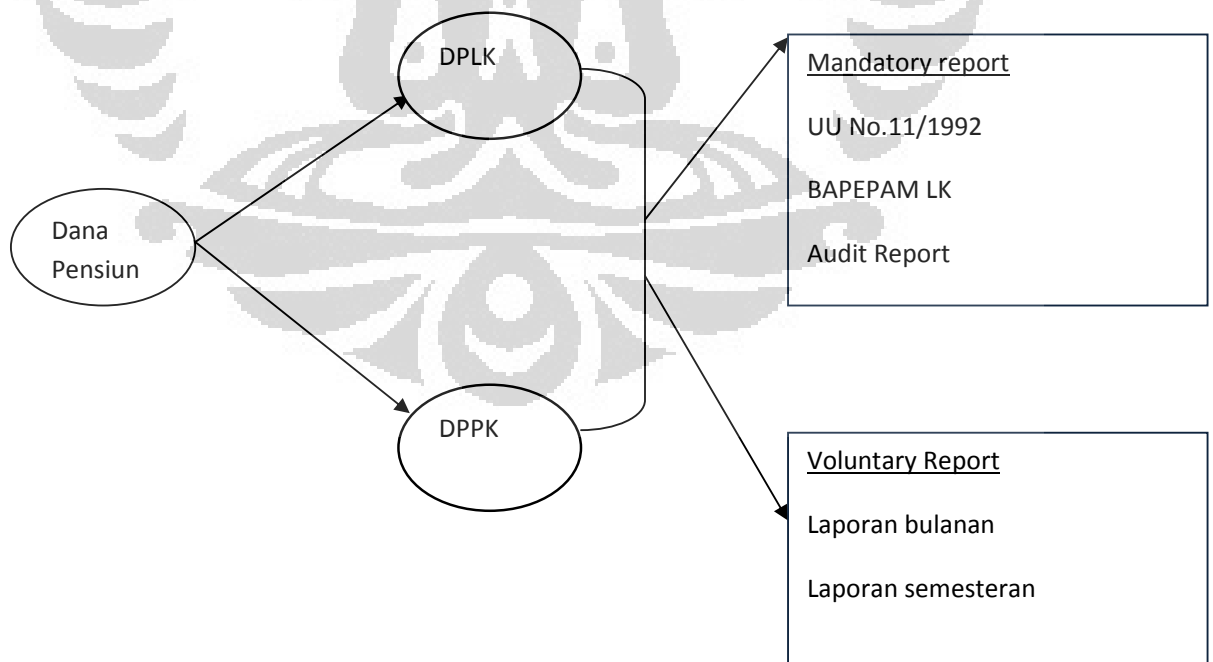 DPLK
Dana
Pensiun
DPPK
Mandatory report
UU No.11/1992
BAPEPAM LK
Audit Report
Voluntary Report
Laporan bulanan
Laporan semesteran